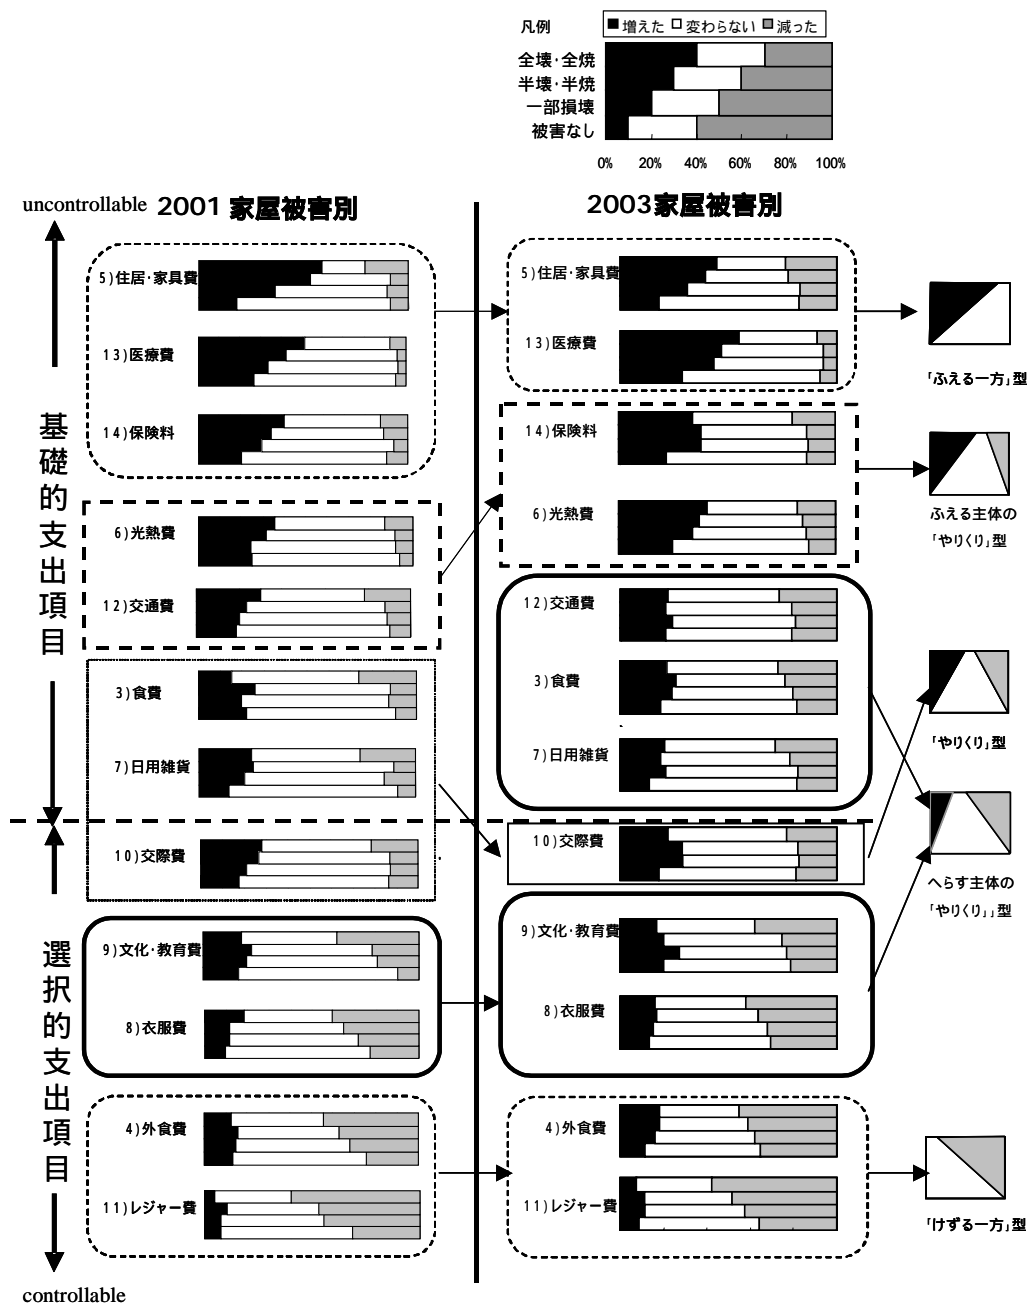 凡例
■増えた □変わらない ■減った
全壊・全焼
半壊・半焼
一部損壊
被害なし
0% 20% 40% 60% 80% 100%
uncontrollable
2001 家屋被害別
2003家屋被害別
基礎的支出項目
選択的支出項目
5)住居・家具費
13)医療費
14)保険料
6)光熱費
12)交通費
3)食費
7)日用雑貨
10)交際費
9)文化・教育費
8)衣服費
4)外食費
11)レジャー費
5)住居・家具費
13)医療費
14)保険料
6)光熱費
12)交通費
3)食費
7)日用雑貨
10)交際費
9)文化・教育費
8)衣服費
4)外食費
11)レジャー費
「ふえる一方」型
ふえる主体の
「やりくり」型
「やりくり」型
へらす主体の
「やりくり」」型
「けずる一方」型
controllable